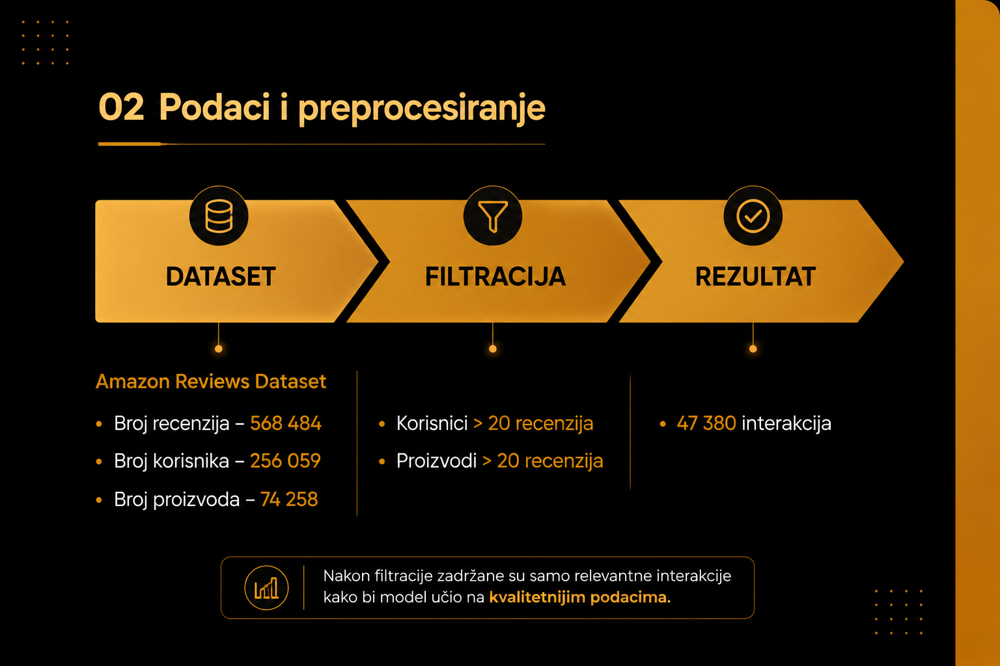 02 Podaci i preprocesiranje
DATASET
FILTRACIJA
REZULTAT
Amazon Reviews Dataset
• Broj recenzija – 568 484
• Broj korisnika – 256 059
• Broj proizvoda – 74 258
• Korisnici > 20 recenzija
• Proizvodi > 20 recenzija
• 47 380 interakcija
Nakon filtracije zadržane su samo relevantne interakcije
kako bi model učio na kvalitetnijim podacima.